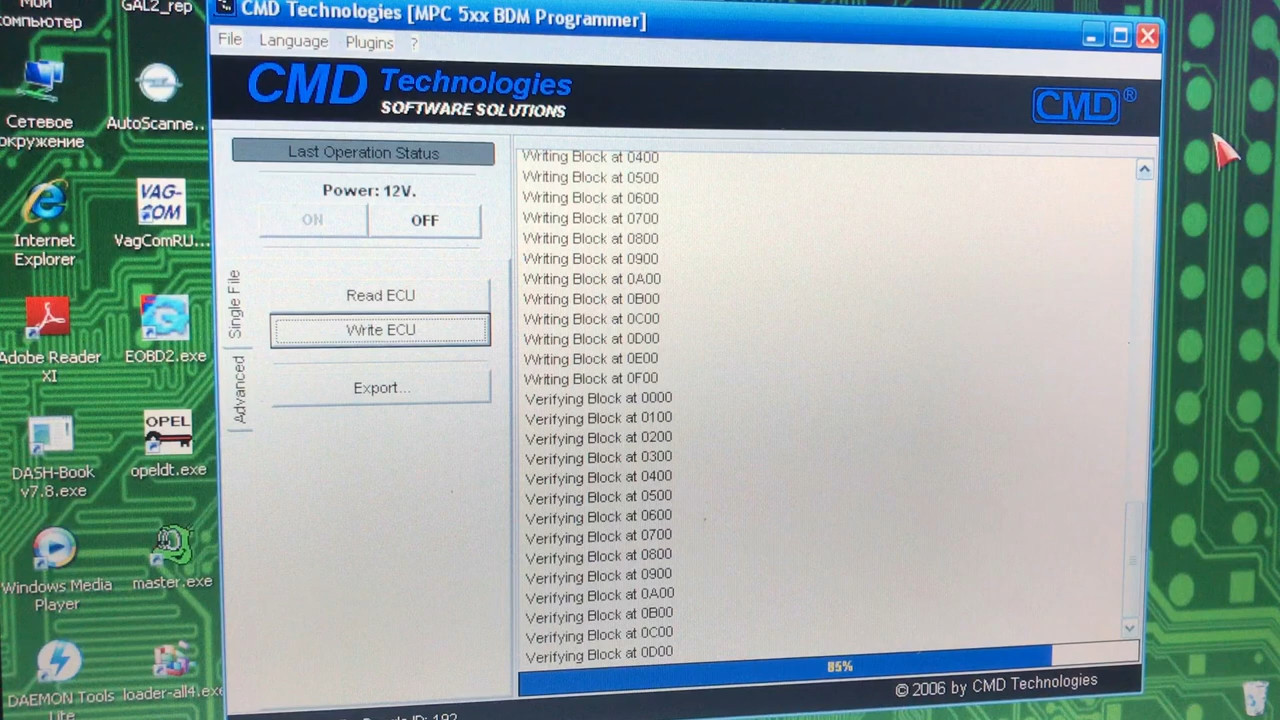 Мой
компьютер
GAL2_rep
Сетевое
окружение
AutoScanne...
Internet
Explorer
VAG-
COM
VagComRU...
Adobe Reader
XI
EOBD2.exe
DASH-Book
v7.8.exe
OPEL
opeldt.exe
Windows Media
Player
master.exe
DAEMON Tools
Lite
loader-all4.exe
CMD Technologies [MPC 5xx BDM Programmer]
File Language Plugins ?
CMD Technologies
SOFTWARE SOLUTIONS
CMD ®
Last Operation Status
Power: 12V.
ON OFF
Single File
Advanced
Read ECU
Write ECU
Export...
Writing Block at 0400
Writing Block at 0500
Writing Block at 0600
Writing Block at 0700
Writing Block at 0800
Writing Block at 0900
Writing Block at 0A00
Writing Block at 0B00
Writing Block at 0C00
Writing Block at 0D00
Writing Block at 0E00
Writing Block at 0F00
Verifying Block at 0000
Verifying Block at 0100
Verifying Block at 0200
Verifying Block at 0300
Verifying Block at 0400
Verifying Block at 0500
Verifying Block at 0600
Verifying Block at 0700
Verifying Block at 0800
Verifying Block at 0900
Verifying Block at 0A00
Verifying Block at 0B00
Verifying Block at 0C00
Verifying Block at 0D00
85%
© 2006 by CMD Technologies
ID: 192